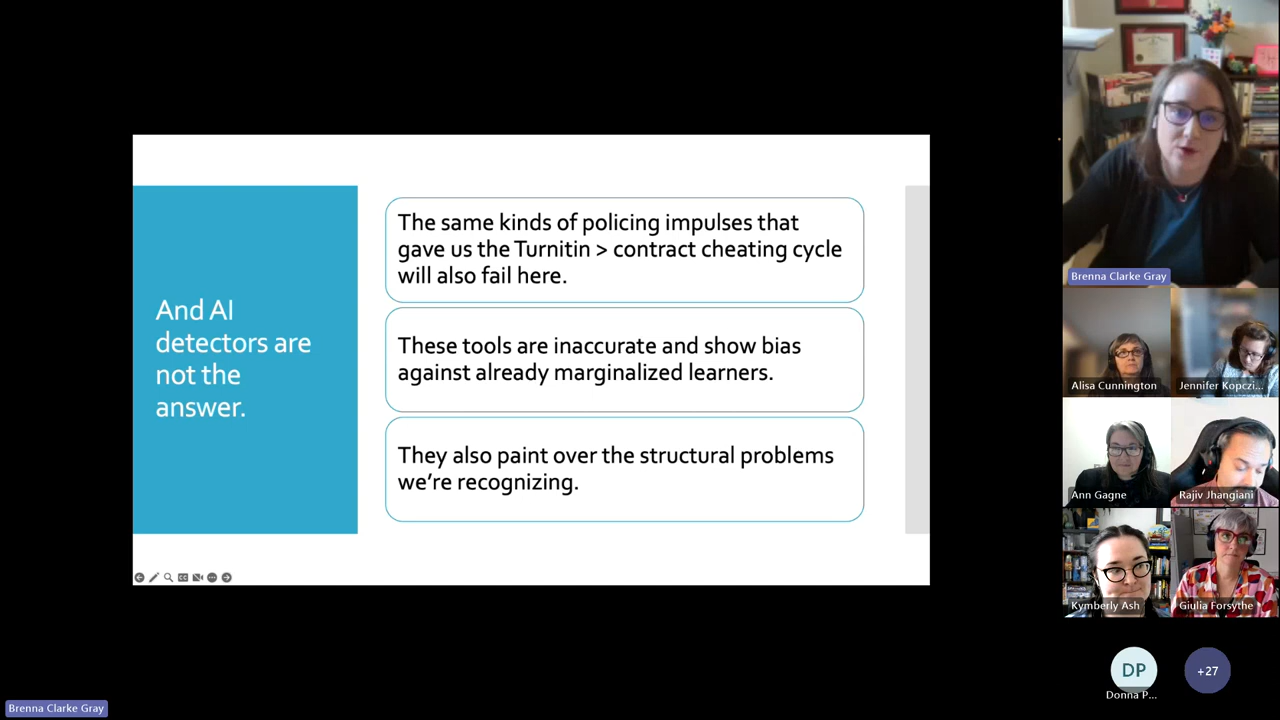 And AI
detectors are
not the
answer.
The same kinds of policing impulses that
gave us the Turnitin > contract cheating cycle
will also fail here.
These tools are inaccurate and show bias
against already marginalized learners.
They also paint over the structural problems
we're recognizing.
Brenna Clarke Gray
Alisa Cunnington
Jennifer Kopczi...
Ann Gagne
Rajiv Jhangiani
Kymberly Ash
Giulia Forsythe
DP
Donna P...
+27
Brenna Clarke Gray